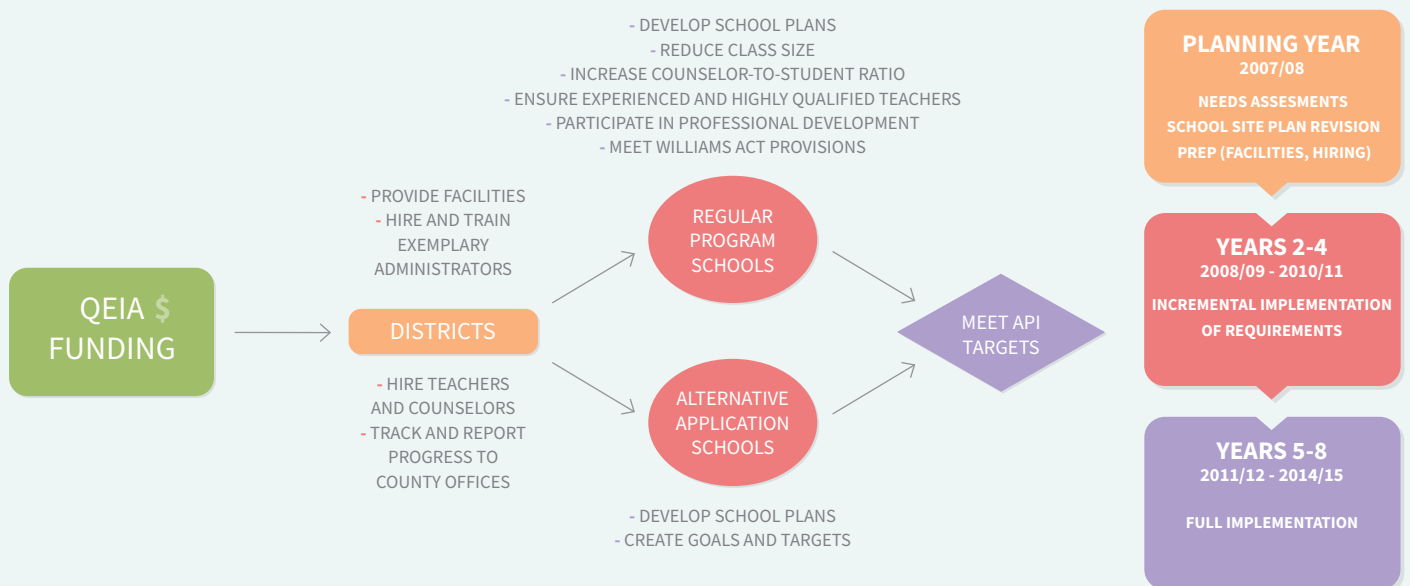 - DEVELOP SCHOOL PLANS
- REDUCE CLASS SIZE
- INCREASE COUNSELOR-TO-STUDENT RATIO
- ENSURE EXPERIENCED AND HIGHLY QUALIFIED TEACHERS
- PARTICIPATE IN PROFESSIONAL DEVELOPMENT
- MEET WILLIAMS ACT PROVISIONS
- PROVIDE FACILITIES
- HIRE AND TRAIN
EXEMPLARY
ADMINISTRATORS
QEIA $
FUNDING
DISTRICTS
- HIRE TEACHERS
AND COUNSELORS
- TRACK AND REPORT
PROGRESS TO
COUNTY OFFICES
REGULAR
PROGRAM
SCHOOLS
ALTERNATIVE
APPLICATION
SCHOOLS
- DEVELOP SCHOOL PLANS
- CREATE GOALS AND TARGETS
MEET API
TARGETS
PLANNING YEAR
2007/08
NEEDS ASSESMENTS
SCHOOL SITE PLAN REVISION
PREP (FACILITIES, HIRING)
YEARS 2-4
2008/09 - 2010/11
INCREMENTAL IMPLEMENTATION
OF REQUIREMENTS
YEARS 5-8
2011/12 - 2014/15
FULL IMPLEMENTATION